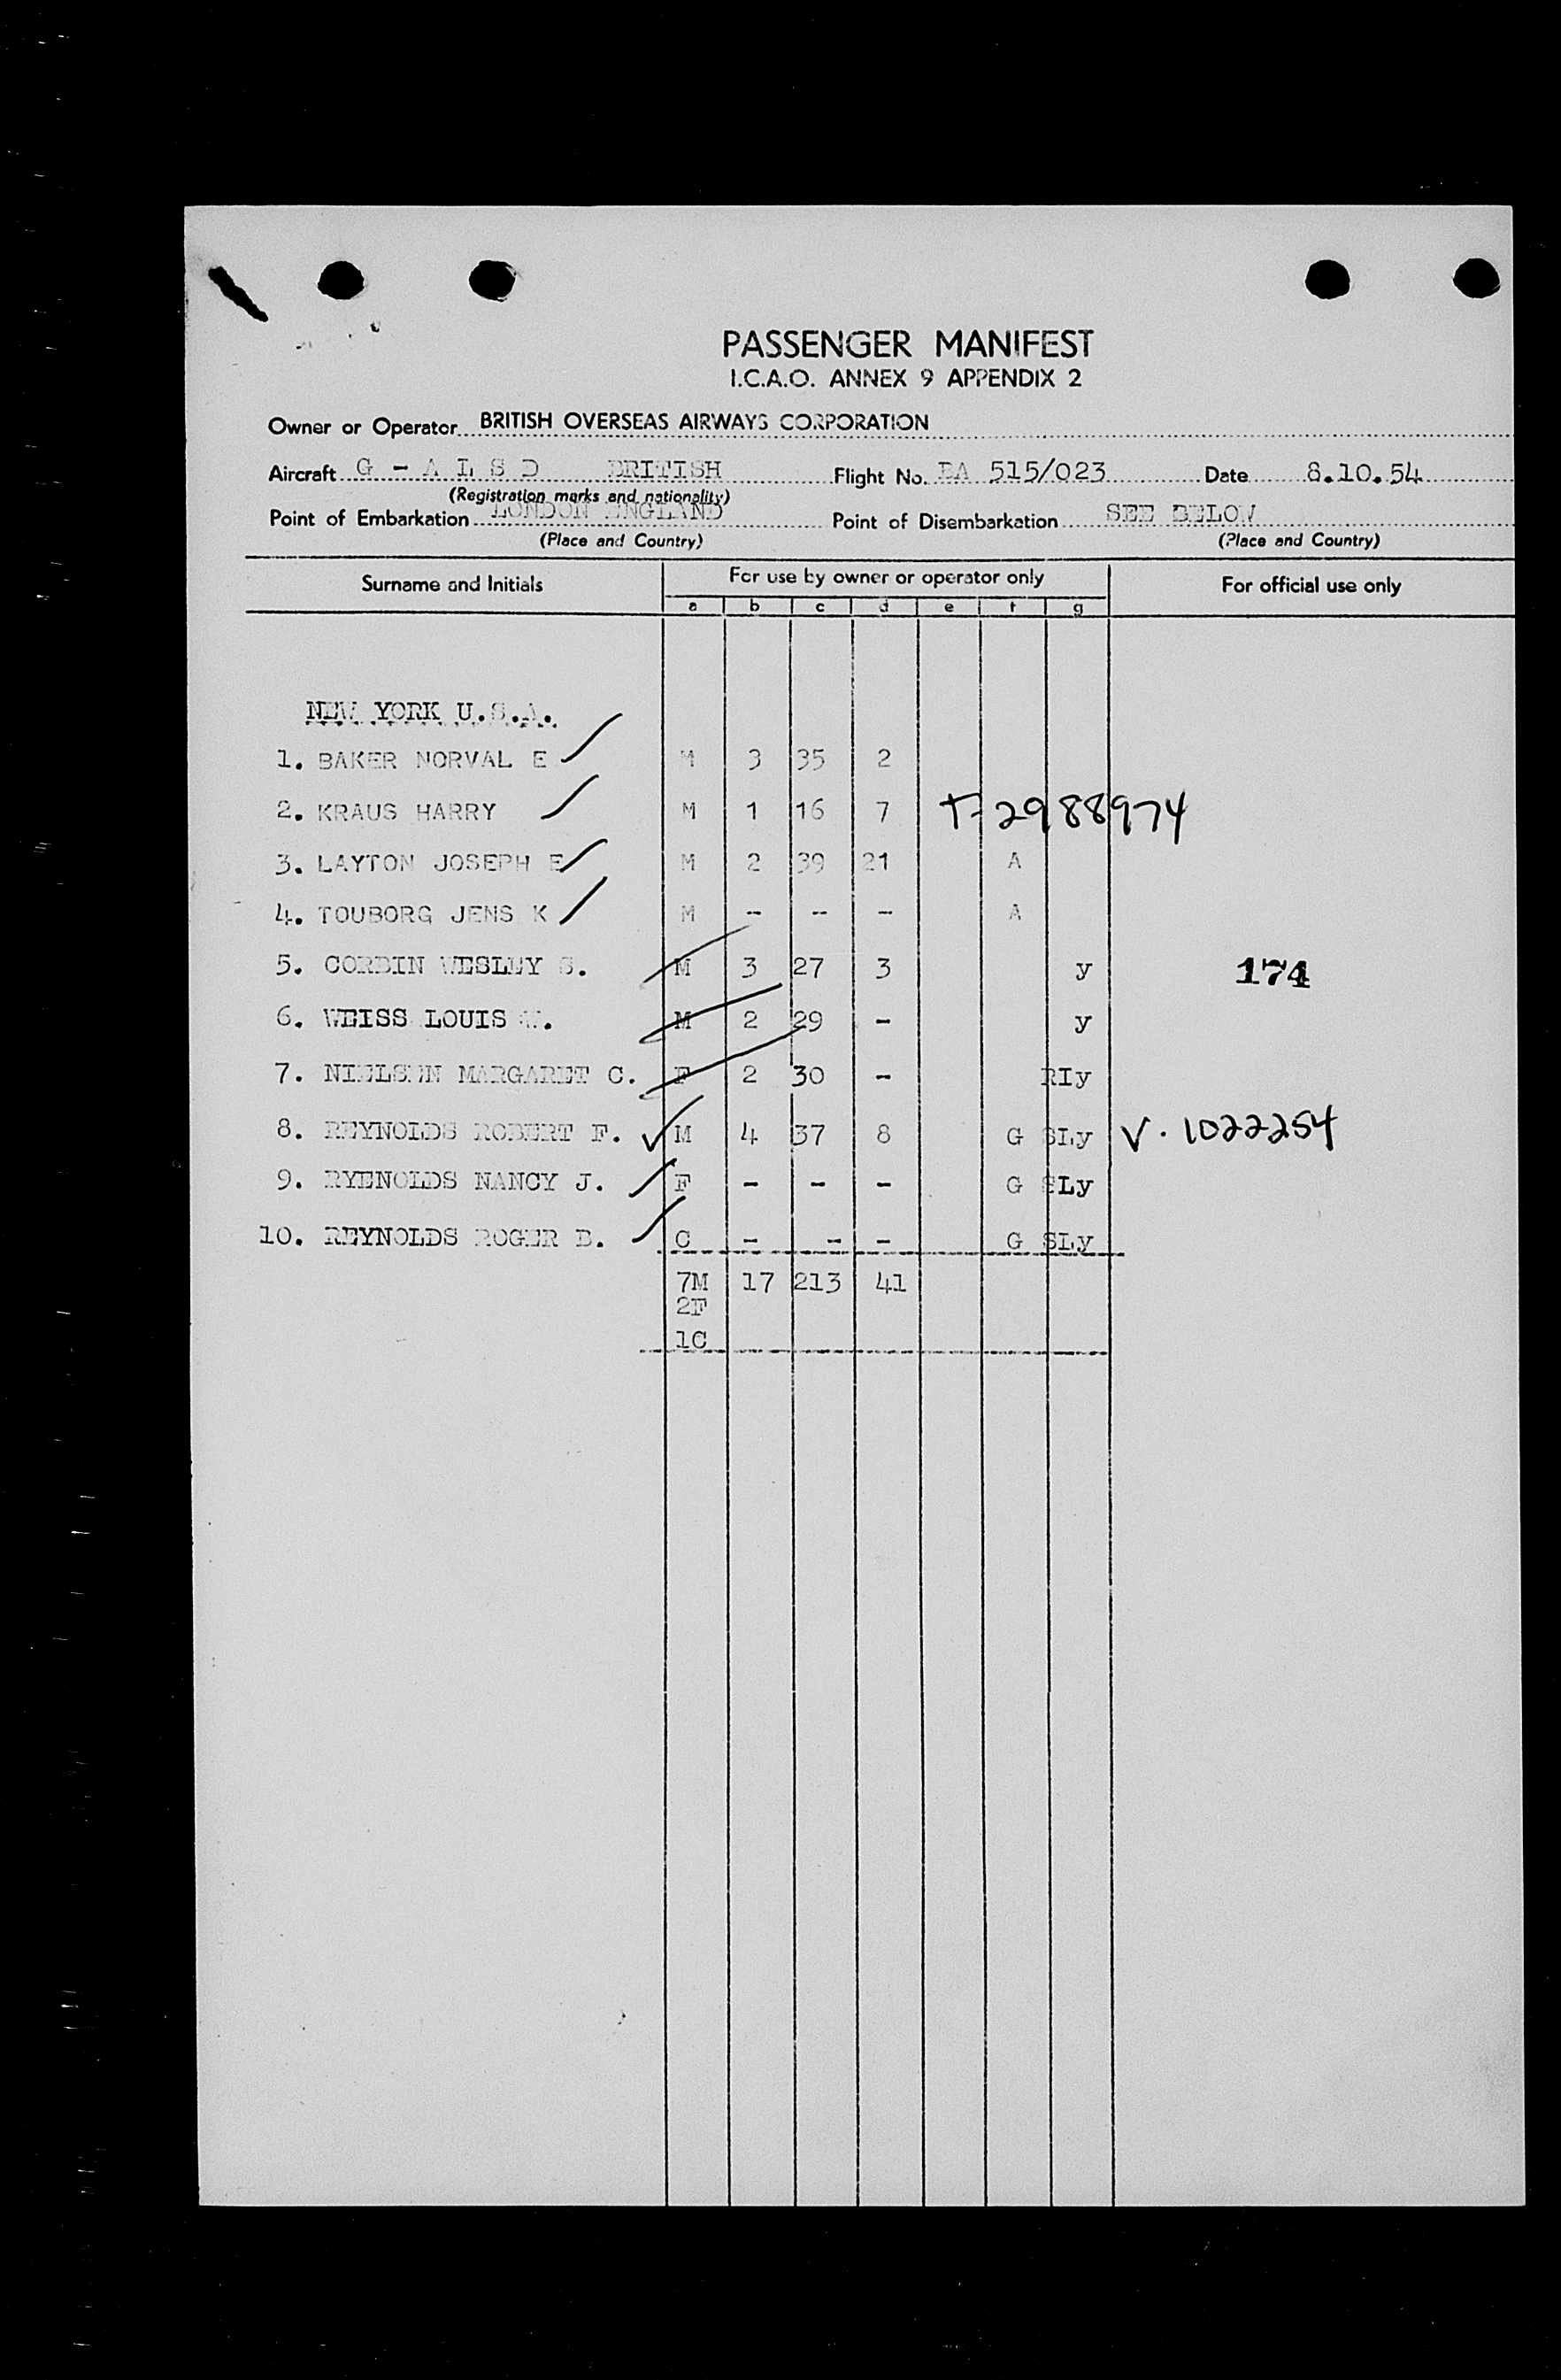 PASSENGER MANIFEST
I.C.A.O. ANNEX 9 APPENDIX 2
Owner or Operator BRITISH OVERSEAS AIRWAYS CORPORATION
Aircraft G - A L S D BRITISH Flight No. BA 515/023 Date 8.10.54
(Registration marks and nationality)
Point of Embarkation LONDON ENGLAND Point of Disembarkation SEE BELOW
(Place and Country) (Place and Country)
Surname and Initials For use by owner or operator only For official use only
a b c d e f g
NEW YORK U.S.A.
1. BAKER NORVAL E M 3 35 2
2. KRAUS HARRY M 1 16 7 T-2988974
3. LAYTON JOSEPH E M 2 39 21 A
4. TOUBORG JENS K M - -- - A
5. CORBIN WESLEY S. M 3 27 3 y 174
6. WEISS LOUIS M 2 29 - y
7. NIELSEN MARGARET C. F 2 30 - RIy
8. REYNOLDS ROBERT F. M 4 37 8 G SLy V. 1022254
9. RYENOLDS NANCY J. F - - - G SLy
10. REYNOLDS ROGER B. C - - - G SLy
7M 17 213 41
2F
1C